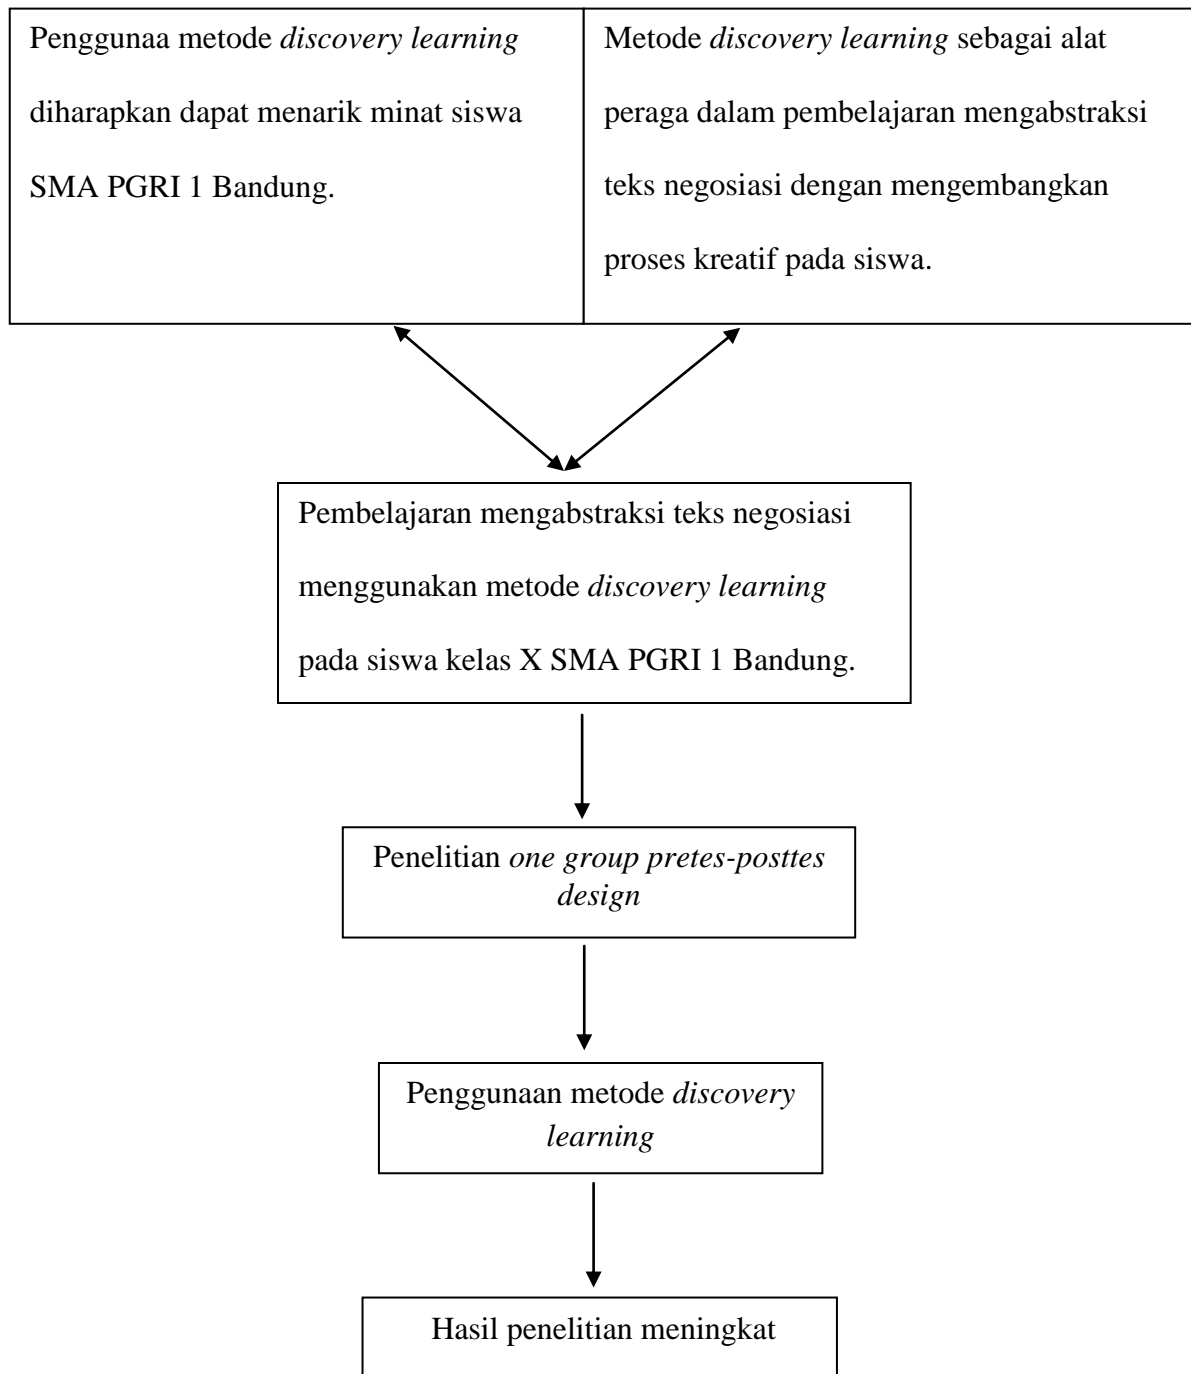 Penggunaa metode discovery learning
diharapkan dapat menarik minat siswa
SMA PGRI 1 Bandung.
Metode discovery learning sebagai alat
peraga dalam pembelajaran mengabstraksi
teks negosiasi dengan mengembangkan
proses kreatif pada siswa.
Pembelajaran mengabstraksi teks negosiasi
menggunakan metode discovery learning
pada siswa kelas X SMA PGRI 1 Bandung.
Penelitian one group pretes-posttes
design
Penggunaan metode discovery
learning
Hasil penelitian meningkat